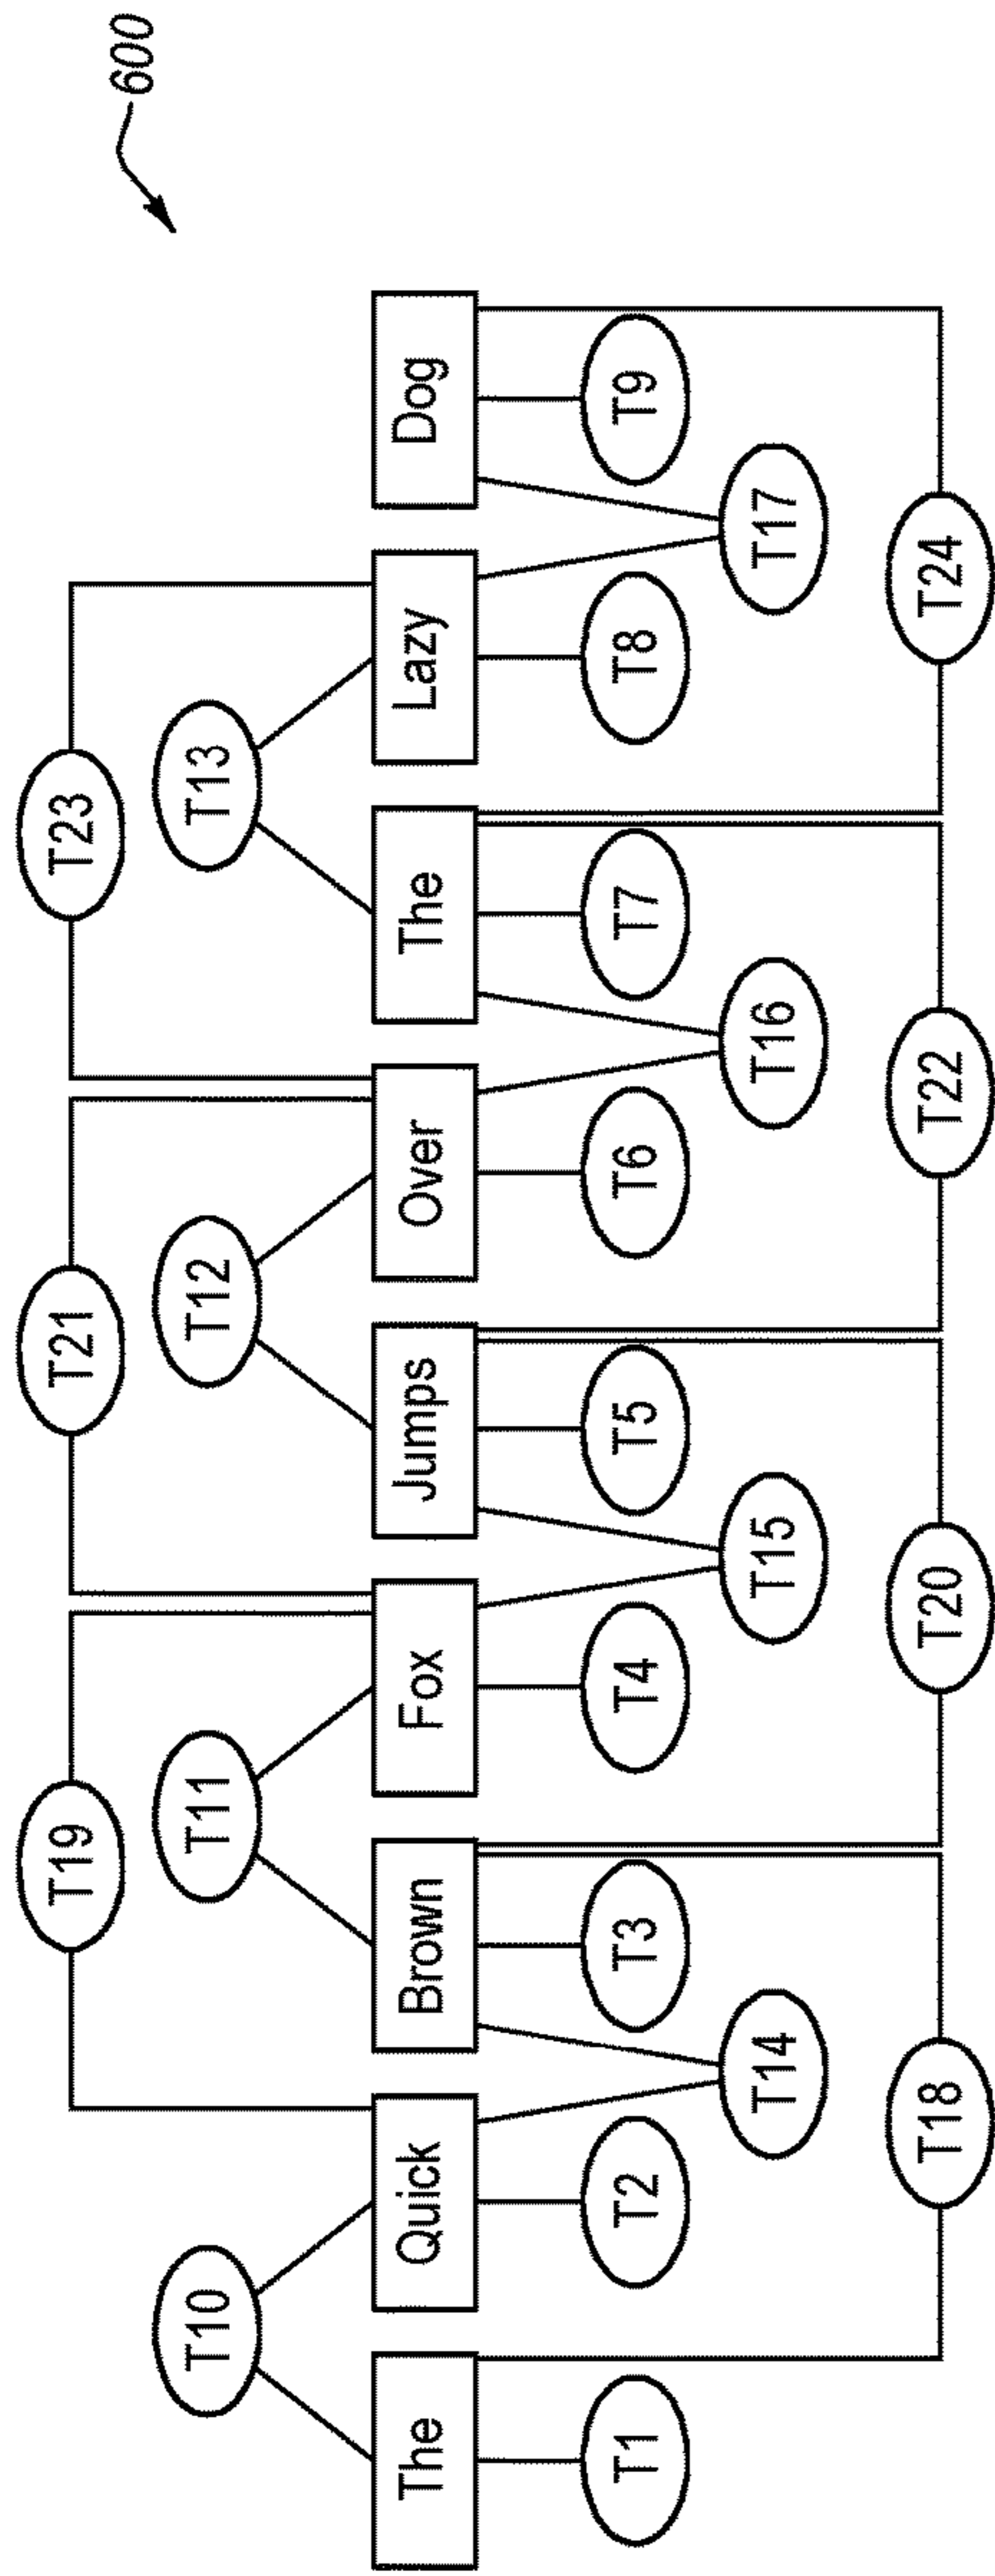 600
T19 T21 T23
T10 T11 T12 T13
The Quick Brown Fox Jumps Over The Lazy Dog
T1 T2 T3 T4 T5 T6 T7 T8 T9
T14 T15 T16 T17
T18 T20 T22 T24